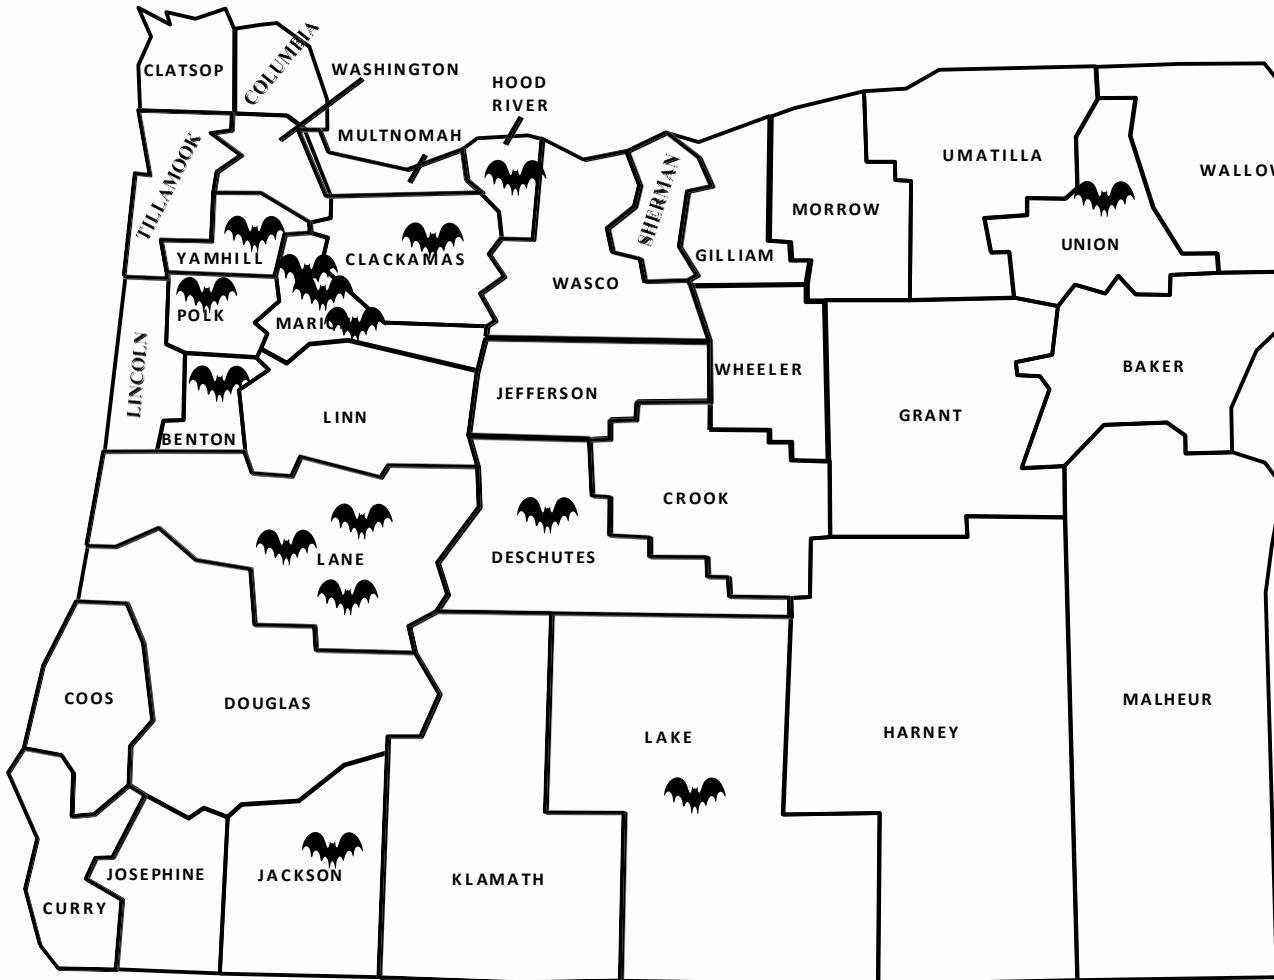 CLATSOP
COLUMBIA
WASHINGTON
HOOD
RIVER
MULTNOMAH
TILLAMOOK
SHERMAN
UMATILLA
WALLOW
MORROW
UNION
YAMHILL
CLACKAMAS
GILLIAM
WASCO
POLK
MARIO
LINCOLN
WHEELER
BAKER
JEFFERSON
LINN
GRANT
BENTON
CROOK
LANE
DESCHUTES
COOS
DOUGLAS
MALHEUR
LAKE
HARNEY
JOSEPHINE
JACKSON
KLAMATH
CURRY